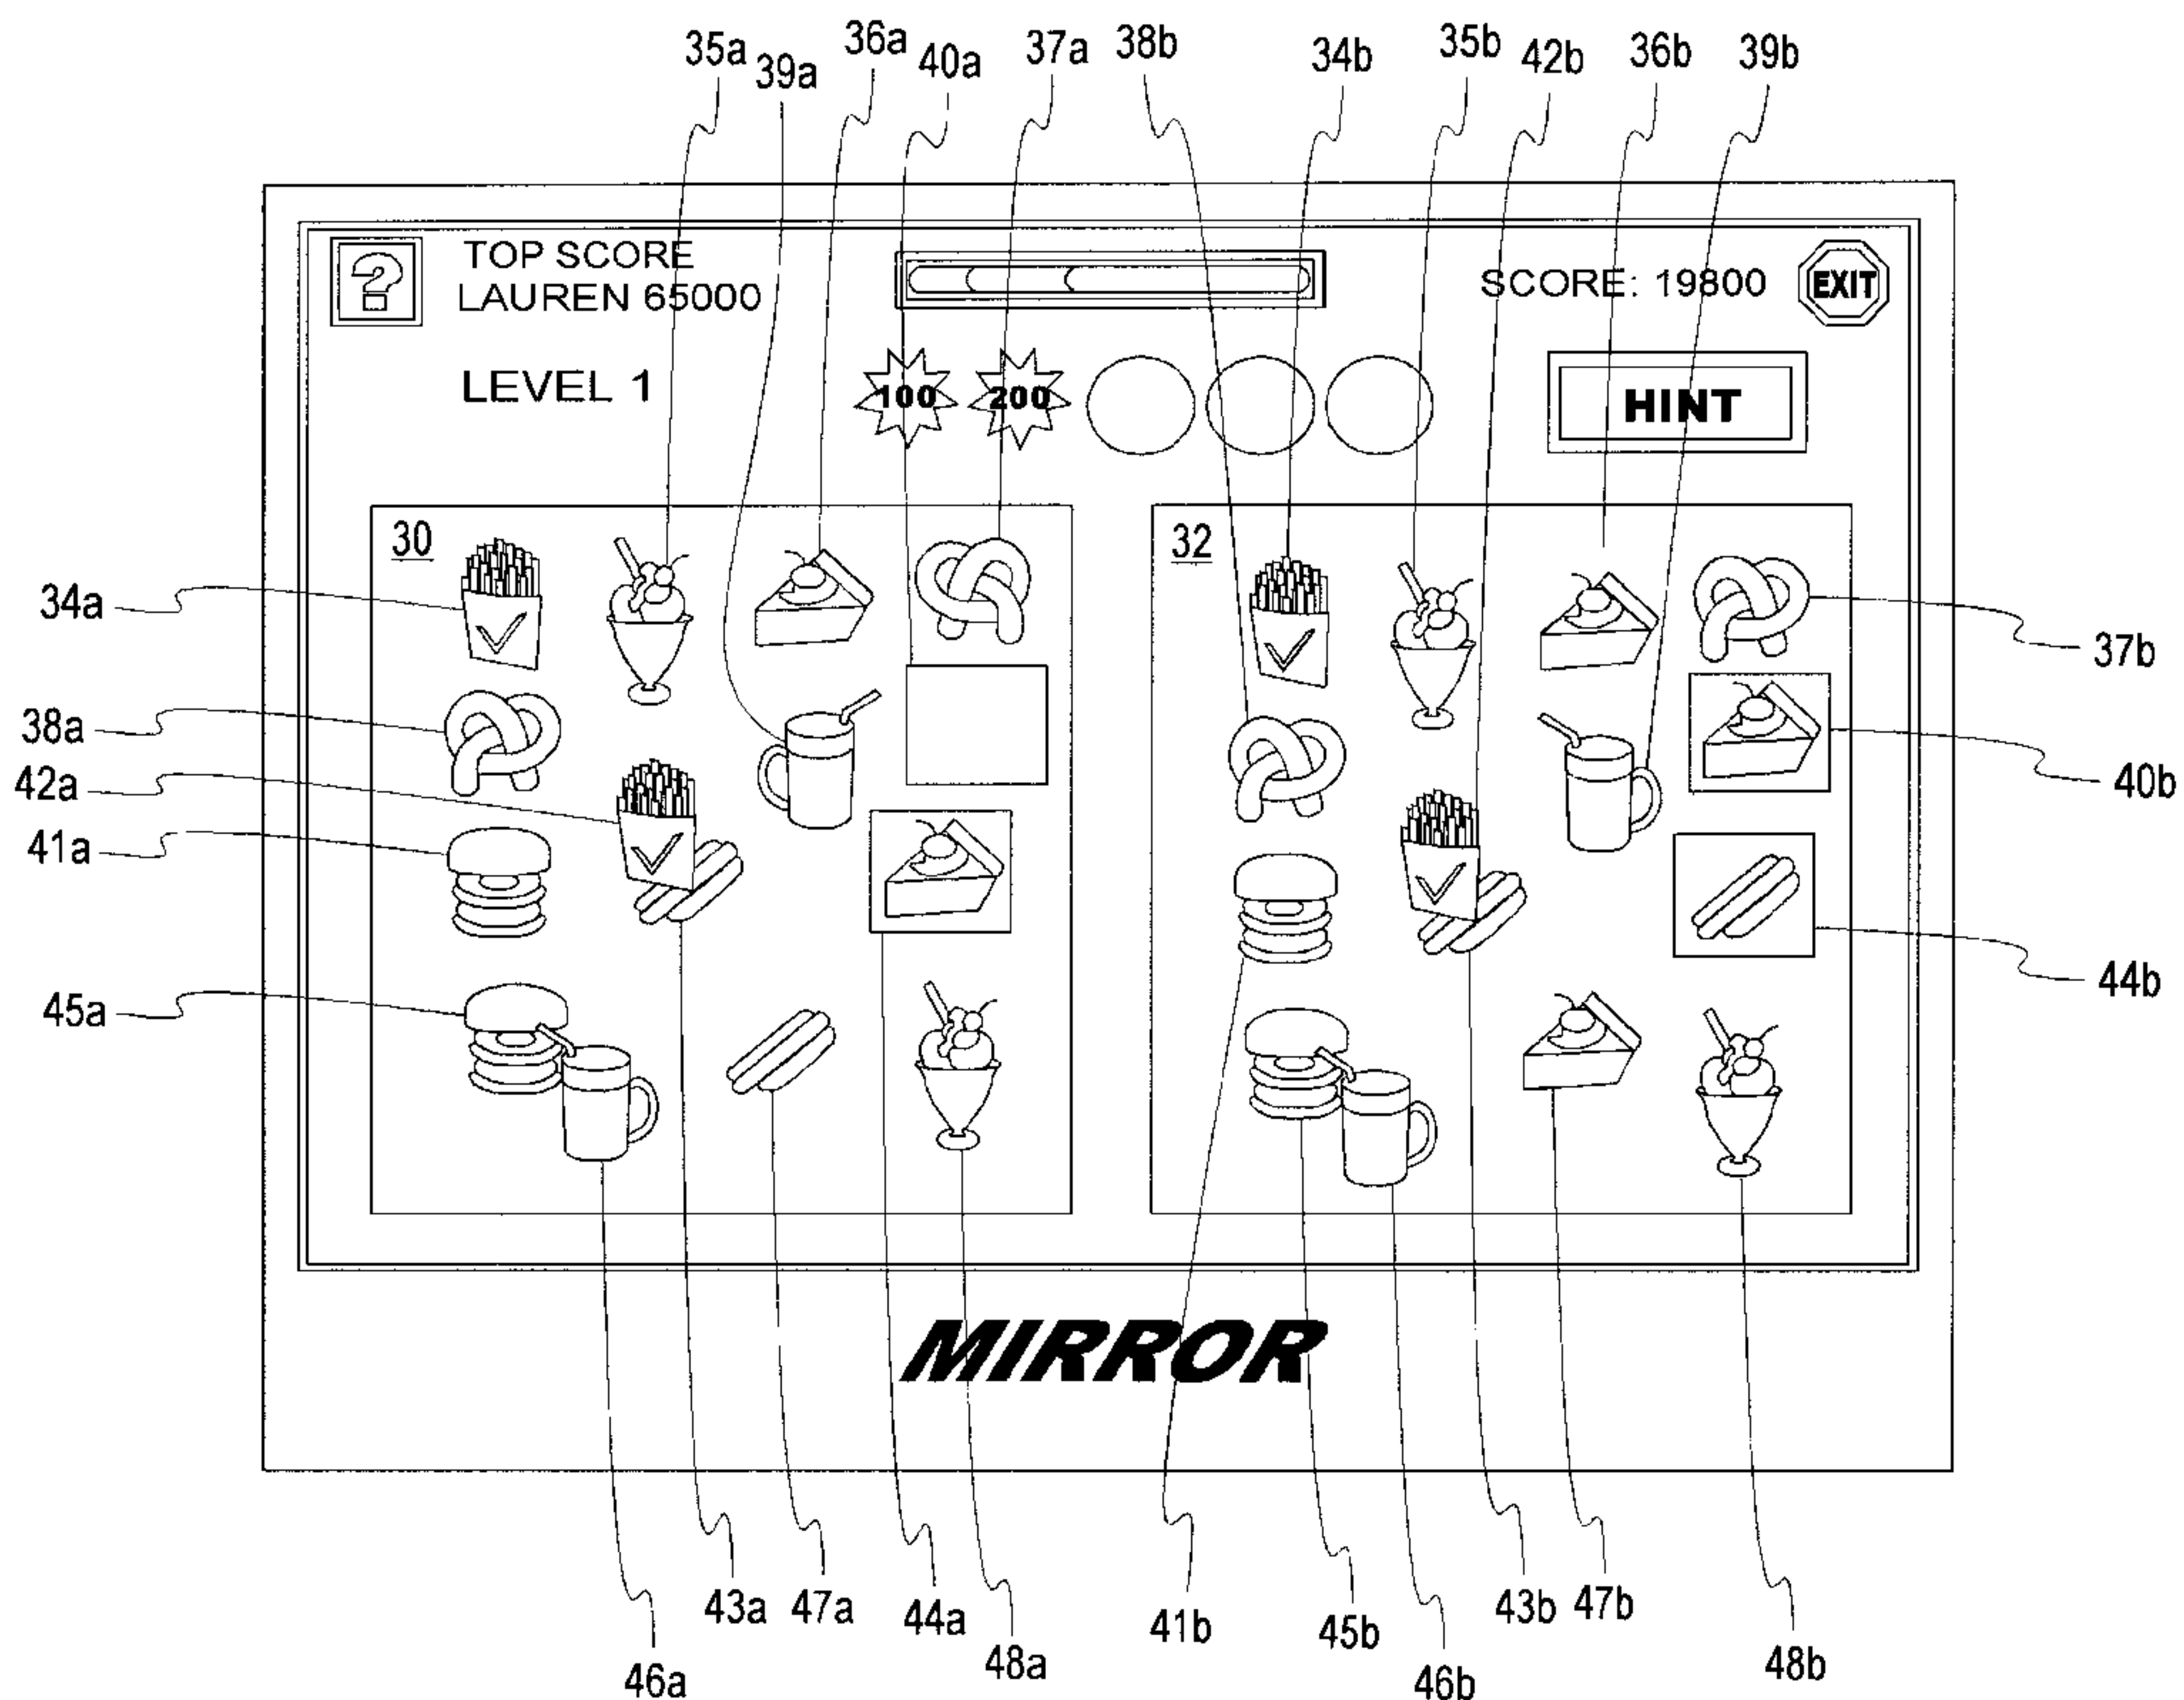 35a 39a 36a 40a 37a 38b 34b 35b 42b 36b 39b
?
TOP SCORE
LAUREN 65000
SCORE: 19800
EXIT
LEVEL 1
100
200
HINT
30
32
34a
37b
38a
42a
40b
41a
44b
45a
MIRROR
43a 47a 44a 41b 45b 43b 47b
46a 48a 46b 48b